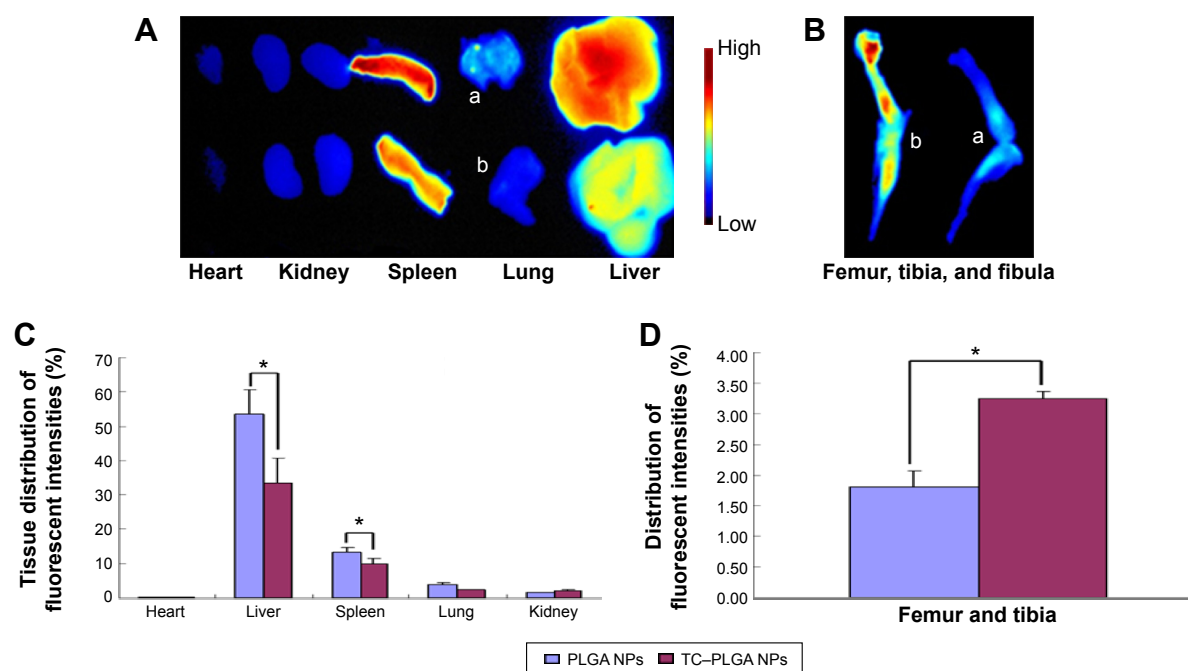 A
B
High
Low
a
b
b
a
Heart Kidney Spleen Lung Liver
Femur, tibia, and fibula
C
Tissue distribution of
fluorescent intensities (%)
70
60
50
40
30
20
10
0
*
*
Heart Liver Spleen Lung Kidney
D
Distribution of
fluorescent intensities (%)
4.00
3.50
3.00
2.50
2.00
1.50
1.00
0.50
0.00
*
Femur and tibia
PLGA NPs TC–PLGA NPs